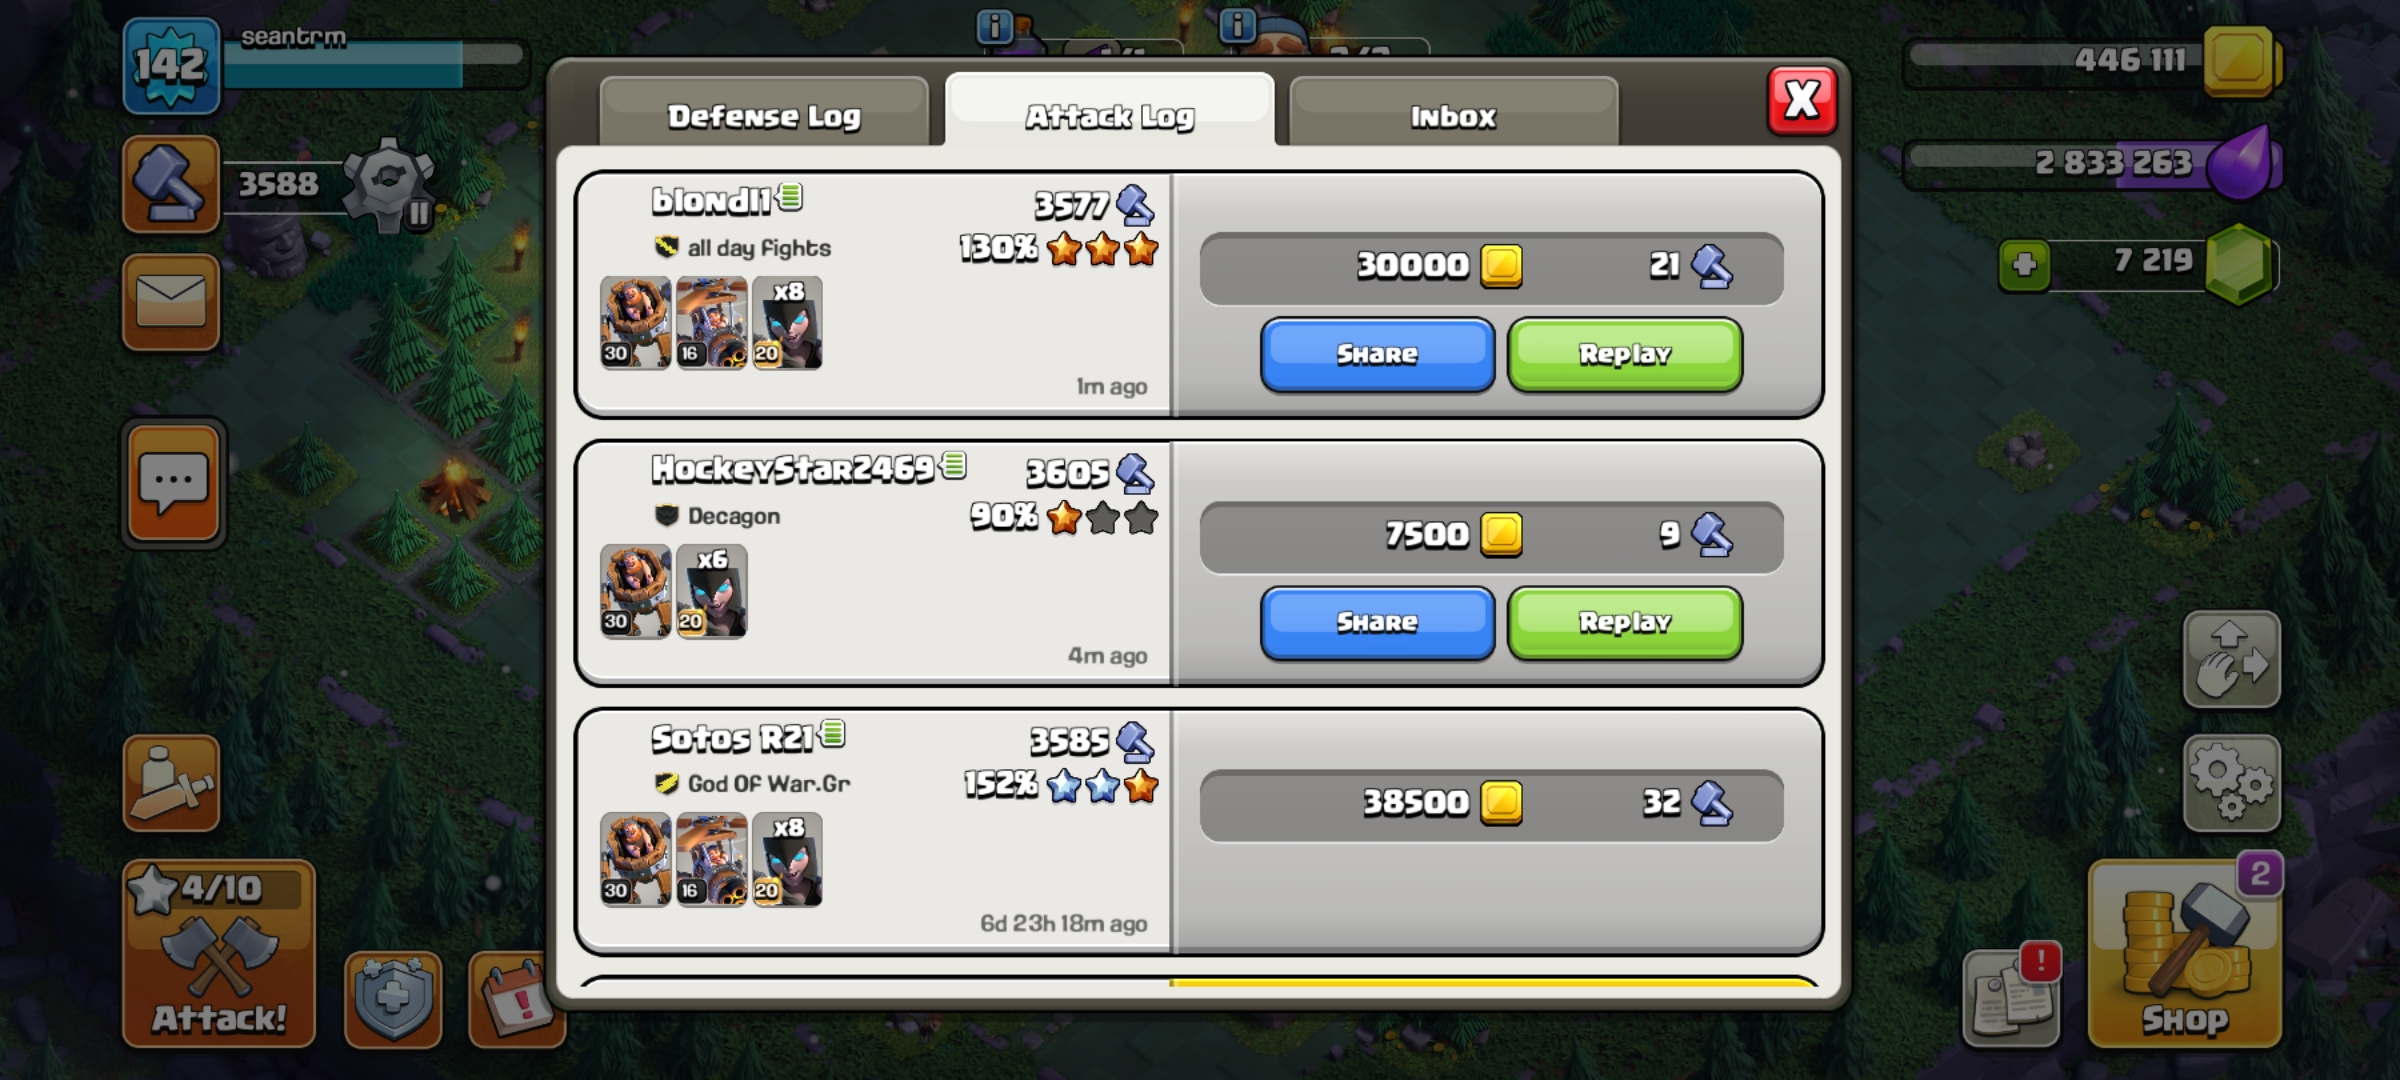 142
seantrm
3588
Defense Log
Attack Log
Inbox
X
446 111
2 833 263
7 219
blondl1
3577
all day fights
130%
x8
30
16
20
1m ago
30000
21
Share
Replay
HockeyStar2469
3605
Decagon
90%
x6
30
20
4m ago
7500
9
Share
Replay
Sotos R21
3585
God Of War.Gr
152%
x8
30
16
20
6d 23h 18m ago
38500
32
4/10
Attack!
!
2
Shop